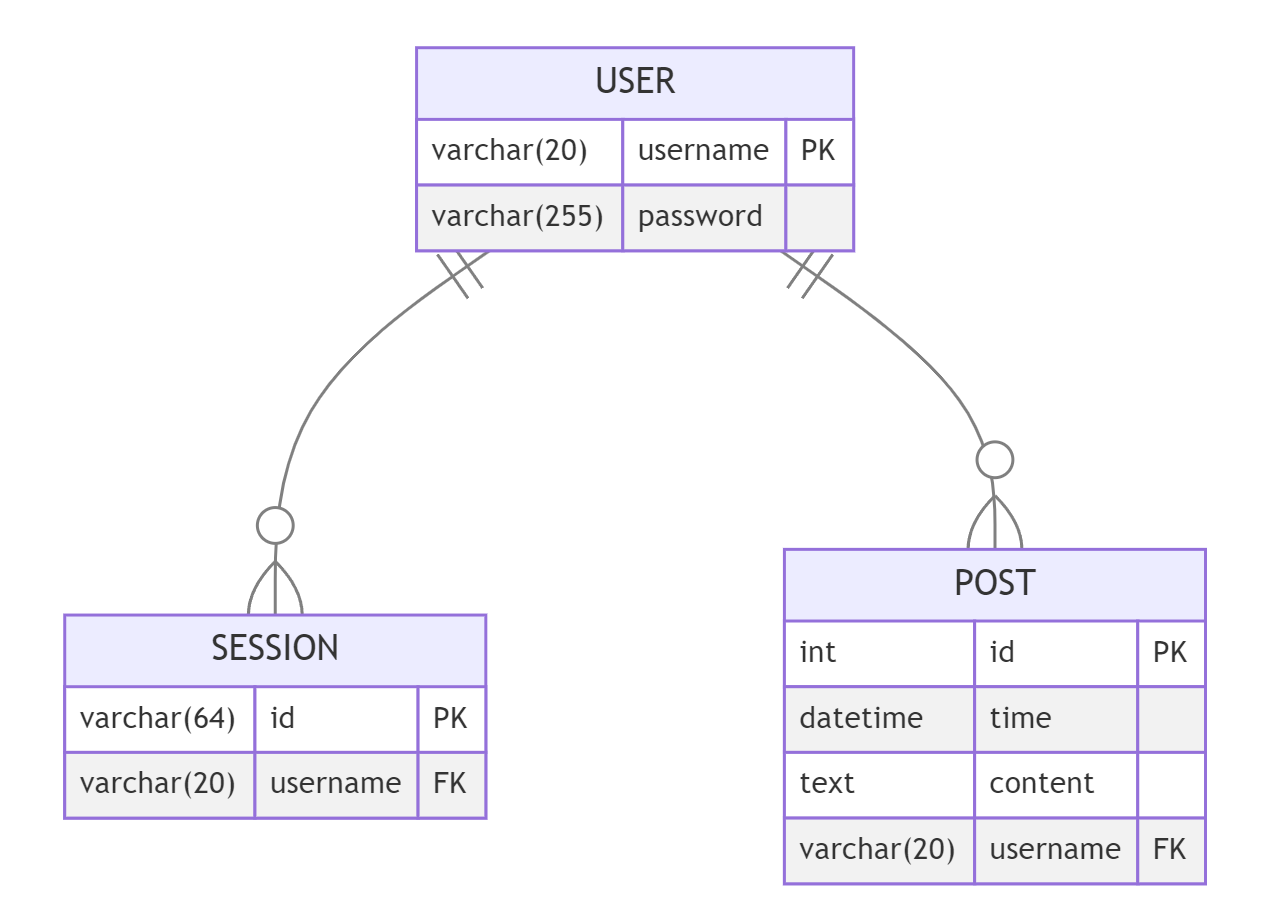 USER
varchar(20) username PK
varchar(255) password
SESSION
varchar(64) id PK
varchar(20) username FK
POST
int id PK
datetime time
text content
varchar(20) username FK